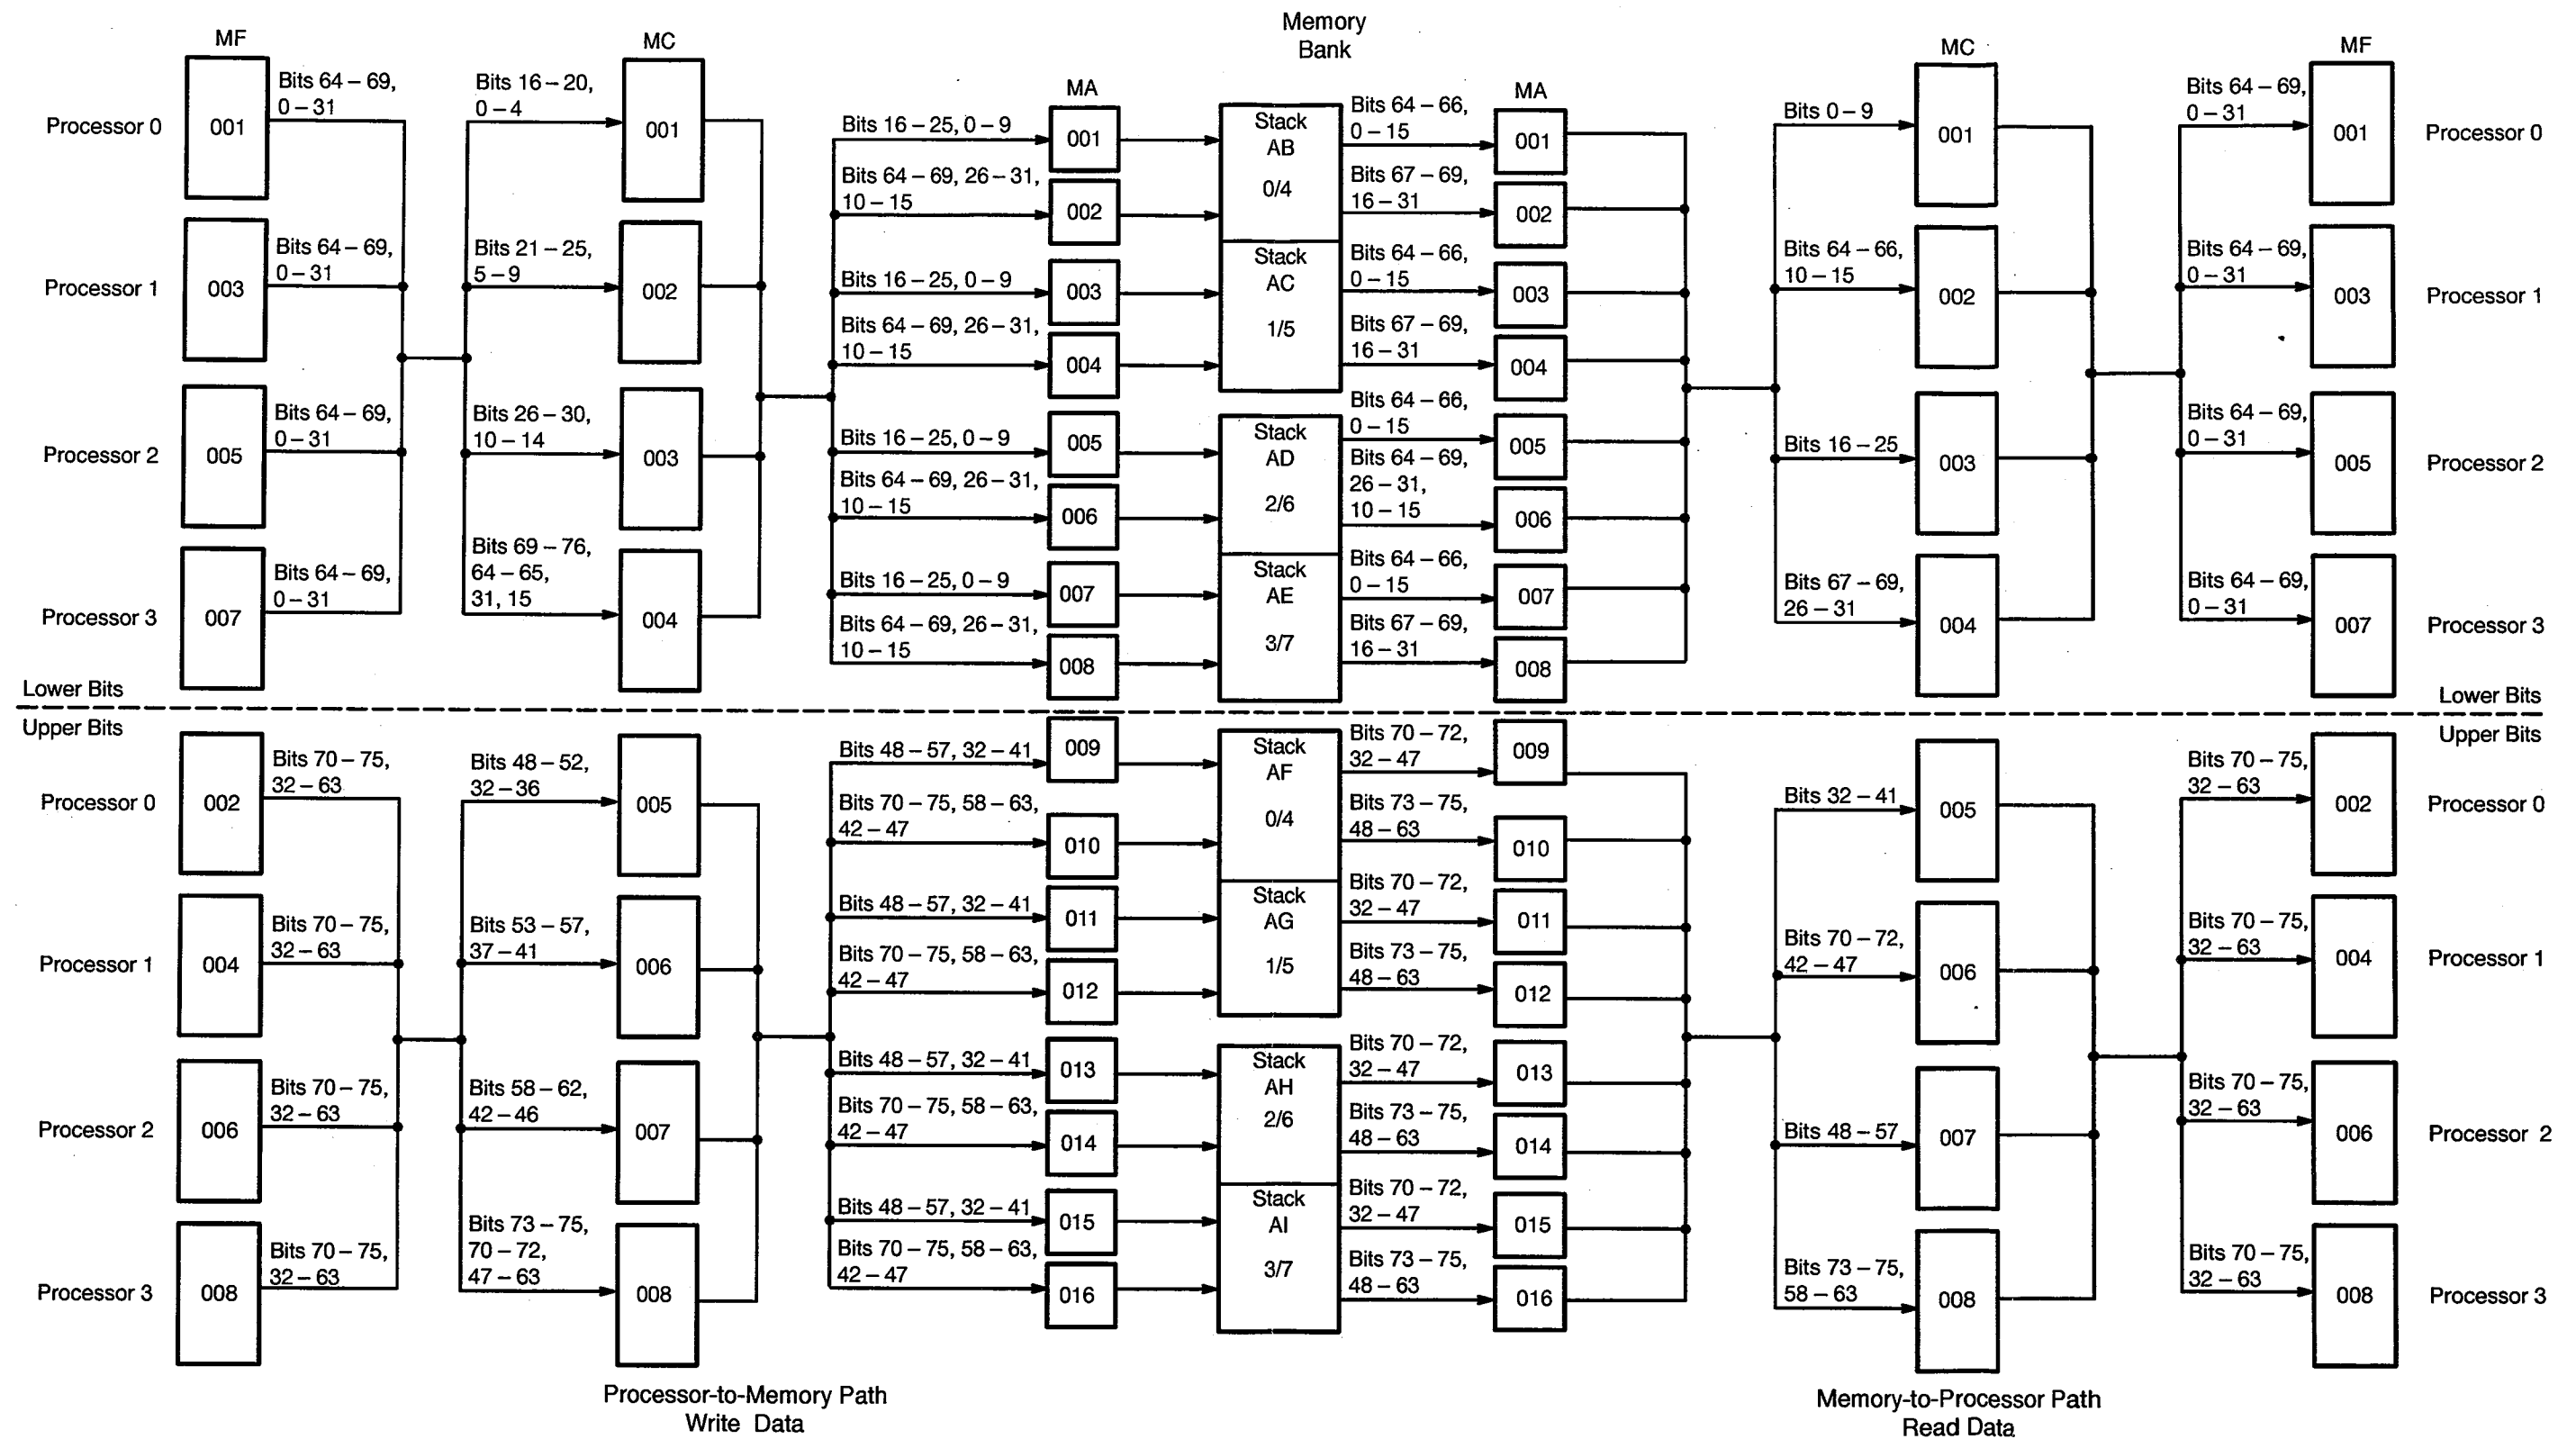 Memory
Bank
MF
MC
MA
MA
MC
MF
Processor 0
001
Bits 64 – 69,
0 – 31
Bits 16 – 20,
0 – 4
001
Bits 16 – 25, 0 – 9
001
Stack
AB
0/4
Bits 64 – 66,
0 – 15
001
Bits 0 – 9
001
Bits 64 – 69,
0 – 31
001
Processor 0
Bits 64 – 69, 26 – 31,
10 – 15
002
Bits 67 – 69,
16 – 31
002
Processor 1
003
Bits 64 – 69,
0 – 31
Bits 21 – 25,
5 – 9
002
Bits 16 – 25, 0 – 9
003
Stack
AC
1/5
Bits 64 – 66,
0 – 15
003
Bits 64 – 66,
10 – 15
002
Bits 64 – 69,
0 – 31
003
Processor 1
Bits 64 – 69, 26 – 31,
10 – 15
004
Bits 67 – 69,
16 – 31
004
Processor 2
005
Bits 64 – 69,
0 – 31
Bits 26 – 30,
10 – 14
003
Bits 16 – 25, 0 – 9
005
Stack
AD
2/6
Bits 64 – 66,
0 – 15
005
Bits 16 – 25
003
Bits 64 – 69,
0 – 31
005
Processor 2
Bits 64 – 69, 26 – 31,
10 – 15
006
Bits 64 – 69,
26 – 31,
10 – 15
006
Processor 3
007
Bits 64 – 69,
0 – 31
Bits 69 – 76,
64 – 65,
31, 15
004
Bits 16 – 25, 0 – 9
007
Stack
AE
3/7
Bits 64 – 66,
0 – 15
007
Bits 67 – 69,
26 – 31
004
Bits 64 – 69,
0 – 31
007
Processor 3
Bits 64 – 69, 26 – 31,
10 – 15
008
Bits 67 – 69,
16 – 31
008
Lower Bits
Lower Bits
Upper Bits
Upper Bits
Processor 0
002
Bits 70 – 75,
32 – 63
Bits 48 – 52,
32 – 36
005
Bits 48 – 57, 32 – 41
009
Stack
AF
0/4
Bits 70 – 72,
32 – 47
009
Bits 32 – 41
005
Bits 70 – 75,
32 – 63
002
Processor 0
Bits 70 – 75, 58 – 63,
42 – 47
010
Bits 73 – 75,
48 – 63
010
Processor 1
004
Bits 70 – 75,
32 – 63
Bits 53 – 57,
37 – 41
006
Bits 48 – 57, 32 – 41
011
Stack
AG
1/5
Bits 70 – 72,
32 – 47
011
Bits 70 – 72,
42 – 47
006
Bits 70 – 75,
32 – 63
004
Processor 1
Bits 70 – 75, 58 – 63,
42 – 47
012
Bits 73 – 75,
48 – 63
012
Processor 2
006
Bits 70 – 75,
32 – 63
Bits 58 – 62,
42 – 46
007
Bits 48 – 57, 32 – 41
013
Stack
AH
2/6
Bits 70 – 72,
32 – 47
013
Bits 48 – 57
007
Bits 70 – 75,
32 – 63
006
Processor 2
Bits 70 – 75, 58 – 63,
42 – 47
014
Bits 73 – 75,
48 – 63
014
Processor 3
008
Bits 70 – 75,
32 – 63
Bits 73 – 75,
70 – 72,
47 – 63
008
Bits 48 – 57, 32 – 41
015
Stack
AI
3/7
Bits 70 – 72,
32 – 47
015
Bits 73 – 75,
58 – 63
008
Bits 70 – 75,
32 – 63
008
Processor 3
Bits 70 – 75, 58 – 63,
42 – 47
016
Bits 73 – 75,
48 – 63
016
Processor-to-Memory Path
Write Data
Memory-to-Processor Path
Read Data